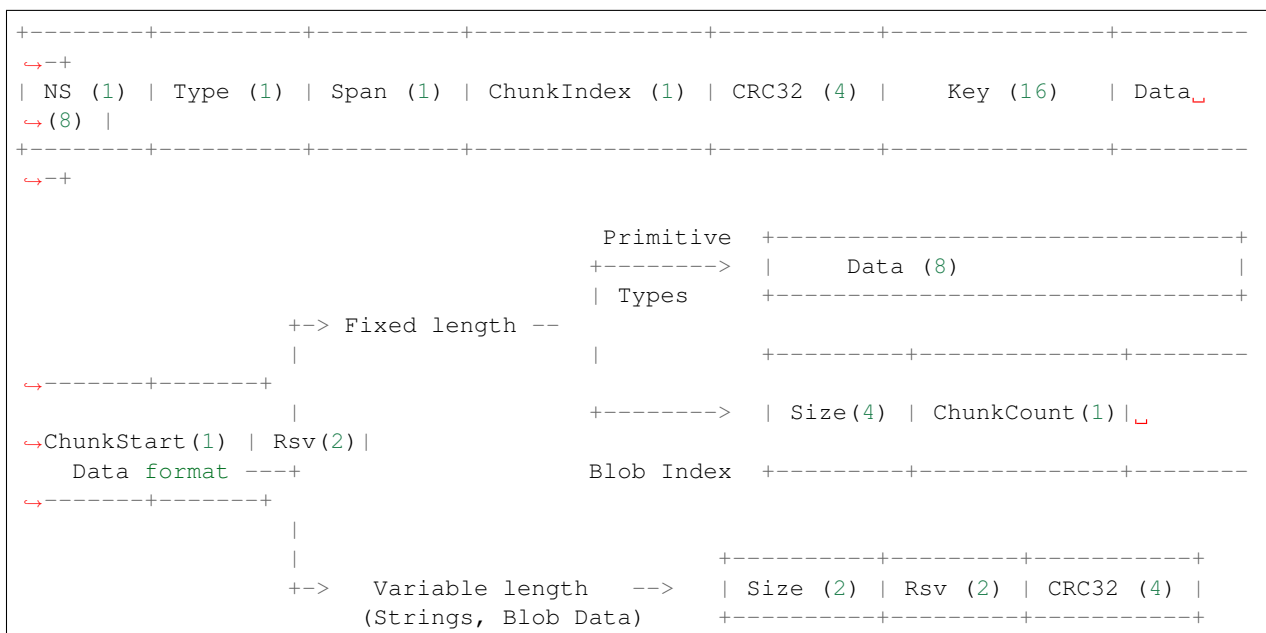 +--------+----------+----------+----------------+-----------+---------------+---------
↪-+
| NS (1) | Type (1) | Span (1) | ChunkIndex (1) | CRC32 (4) |    Key (16)   | Data␣
↪(8) |
+--------+----------+----------+----------------+-----------+---------------+---------
↪-+

                                         Primitive  +--------------------------------+
                                        +-------->  |     Data (8)                   |
                                        | Types     +--------------------------------+
                   +-> Fixed length --
                   |                    |           +---------+--------------+--------
↪-------+-------+
                   |                    +-------->  | Size(4) | ChunkCount(1)|␣
↪ChunkStart(1) | Rsv(2)|
    Data format ---+                    Blob Index  +---------+--------------+--------
↪-------+-------+
                   |
                   |                             +----------+---------+-----------+
                   +->   Variable length   -->   | Size (2) | Rsv (2) | CRC32 (4) |
                        (Strings, Blob Data)     +----------+---------+-----------+